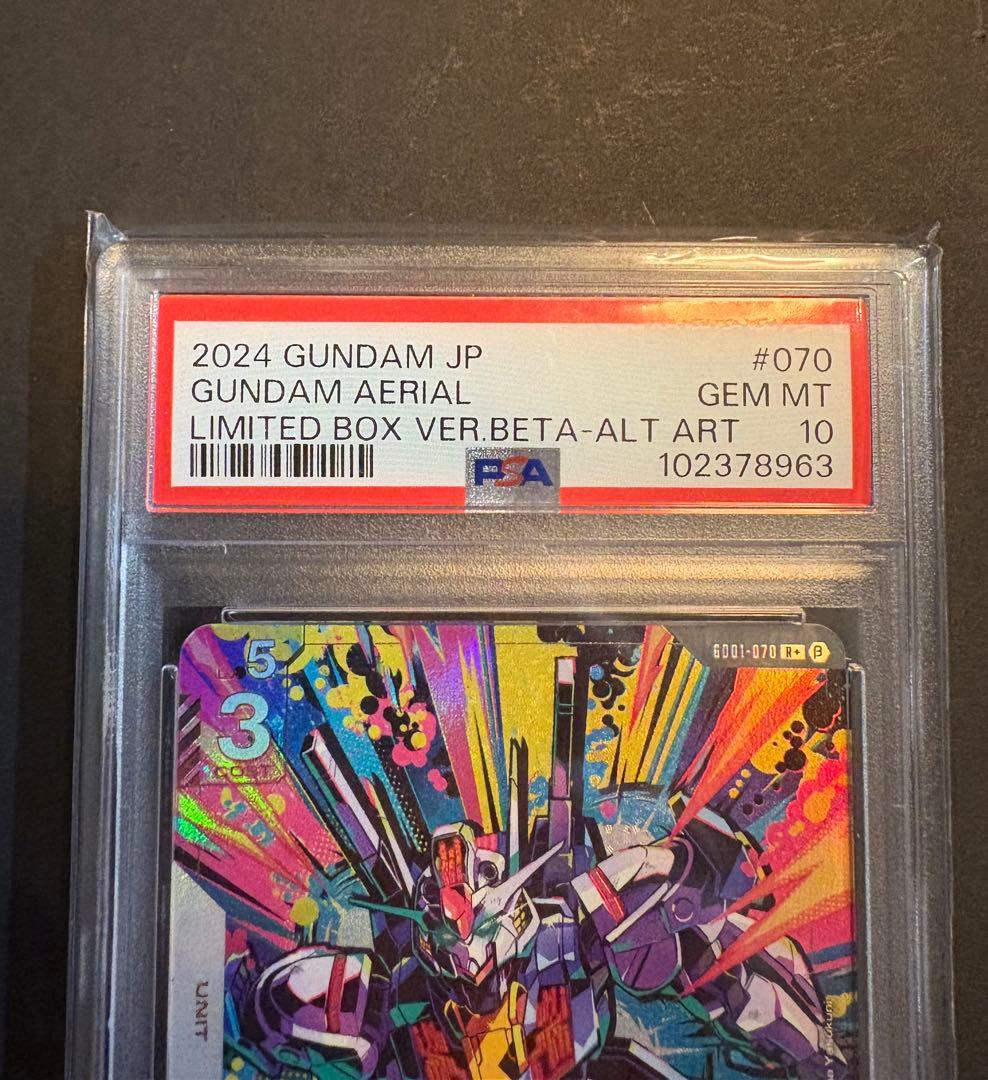 2024 GUNDAM JP #070
GUNDAM AERIAL GEM MT
LIMITED BOX VER.BETA-ALT ART 10
PSA 102378963
GD01-070 R+ β
5
3
COST
UNIT